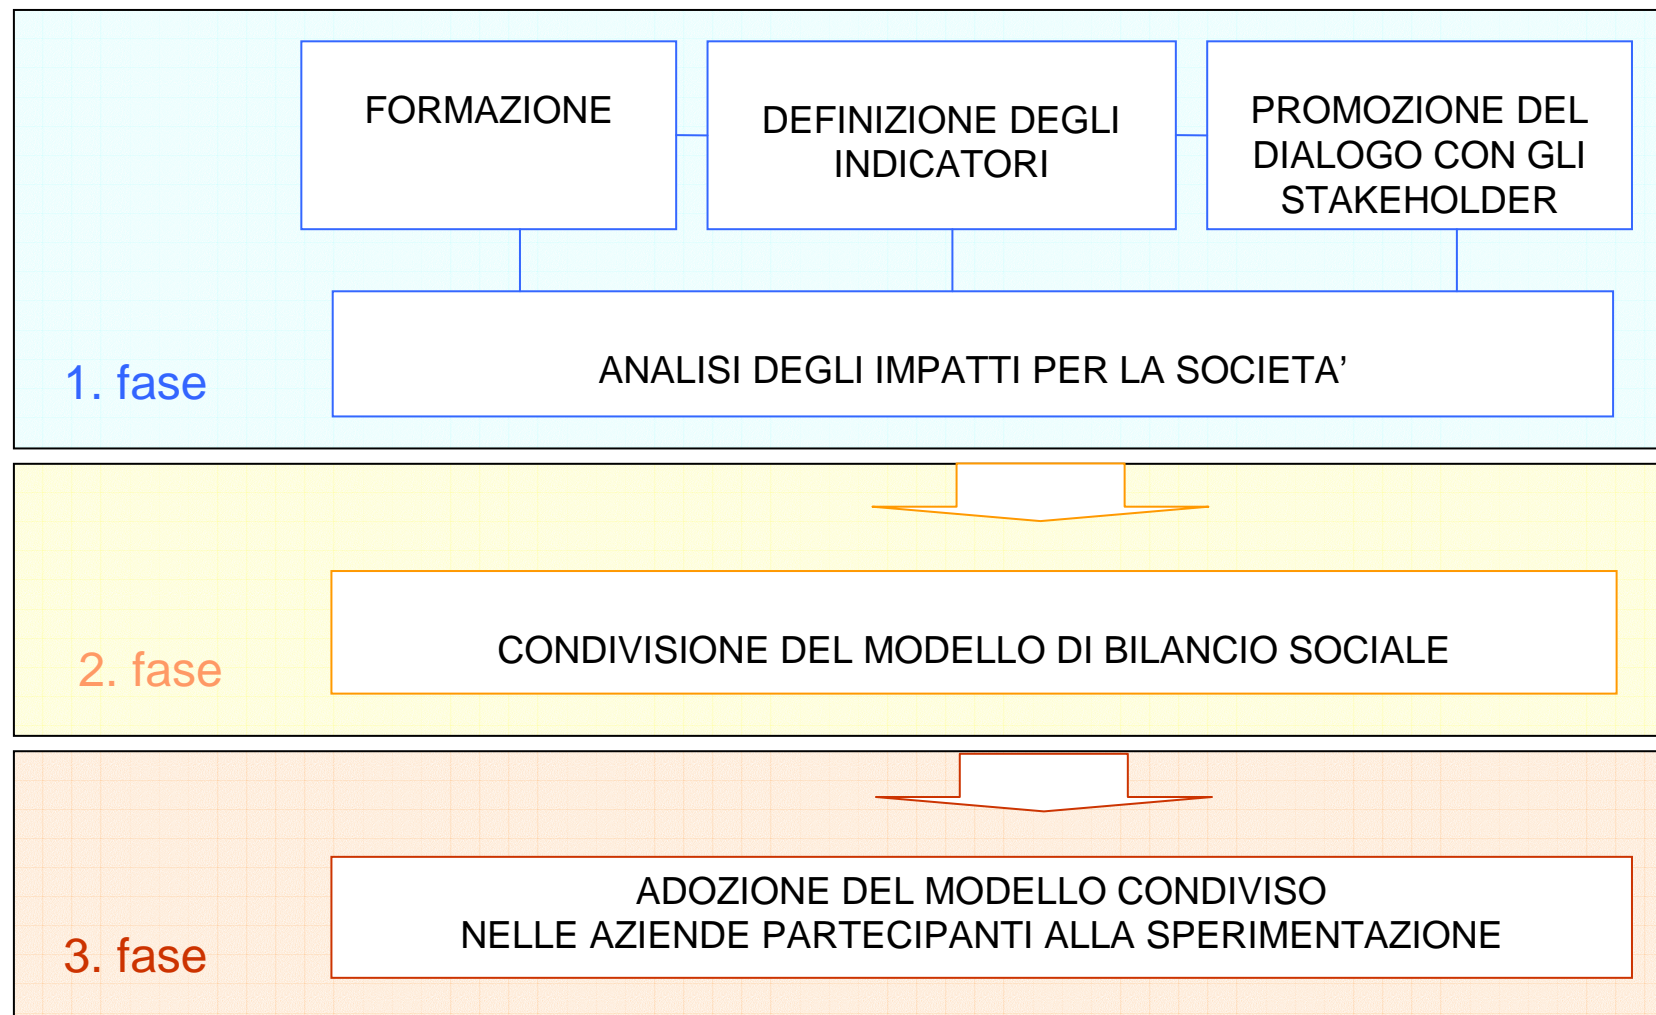 FORMAZIONE
DEFINIZIONE DEGLI
INDICATORI
PROMOZIONE DEL
DIALOGO CON GLI
STAKEHOLDER
1. fase
ANALISI DEGLI IMPATTI PER LA SOCIETA’
2. fase
CONDIVISIONE DEL MODELLO DI BILANCIO SOCIALE
3. fase
ADOZIONE DEL MODELLO CONDIVISO
NELLE AZIENDE PARTECIPANTI ALLA SPERIMENTAZIONE